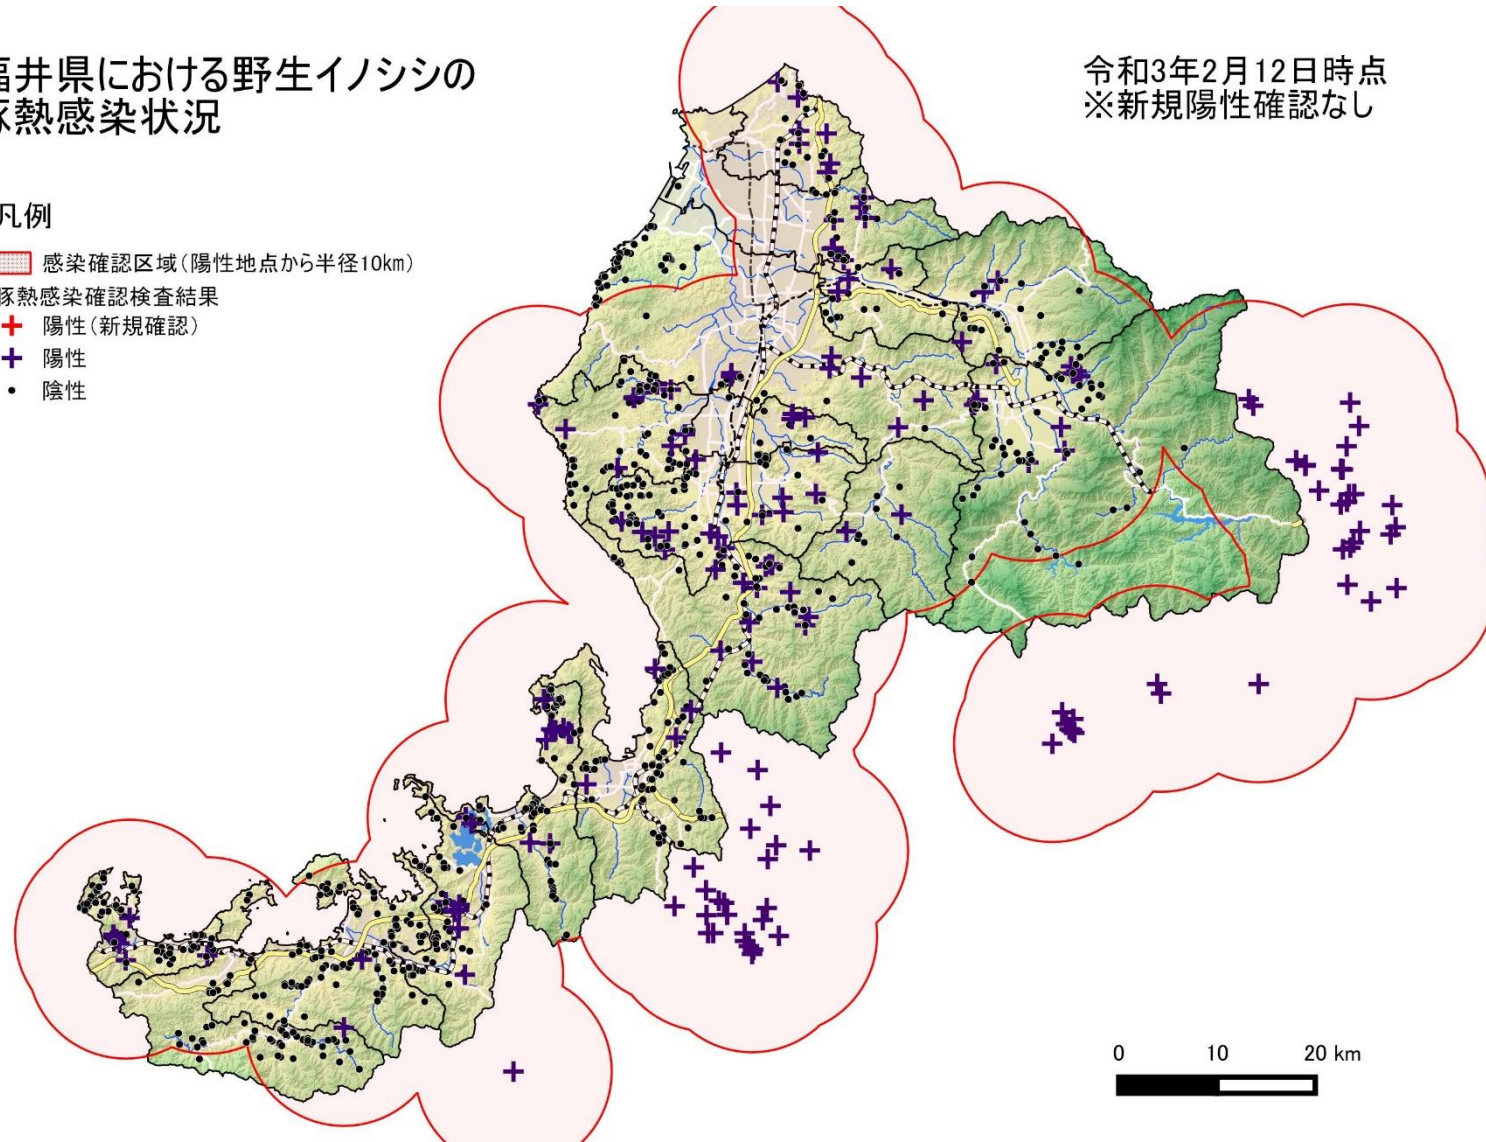 福井県における野生イノシシの
豚熱感染状況
令和3年2月12日時点
※新規陽性確認なし
凡例
感染確認区域(陽性地点から半径10km)
豚熱感染確認検査結果
陽性(新規確認)
陽性
陰性
0 10 20 km